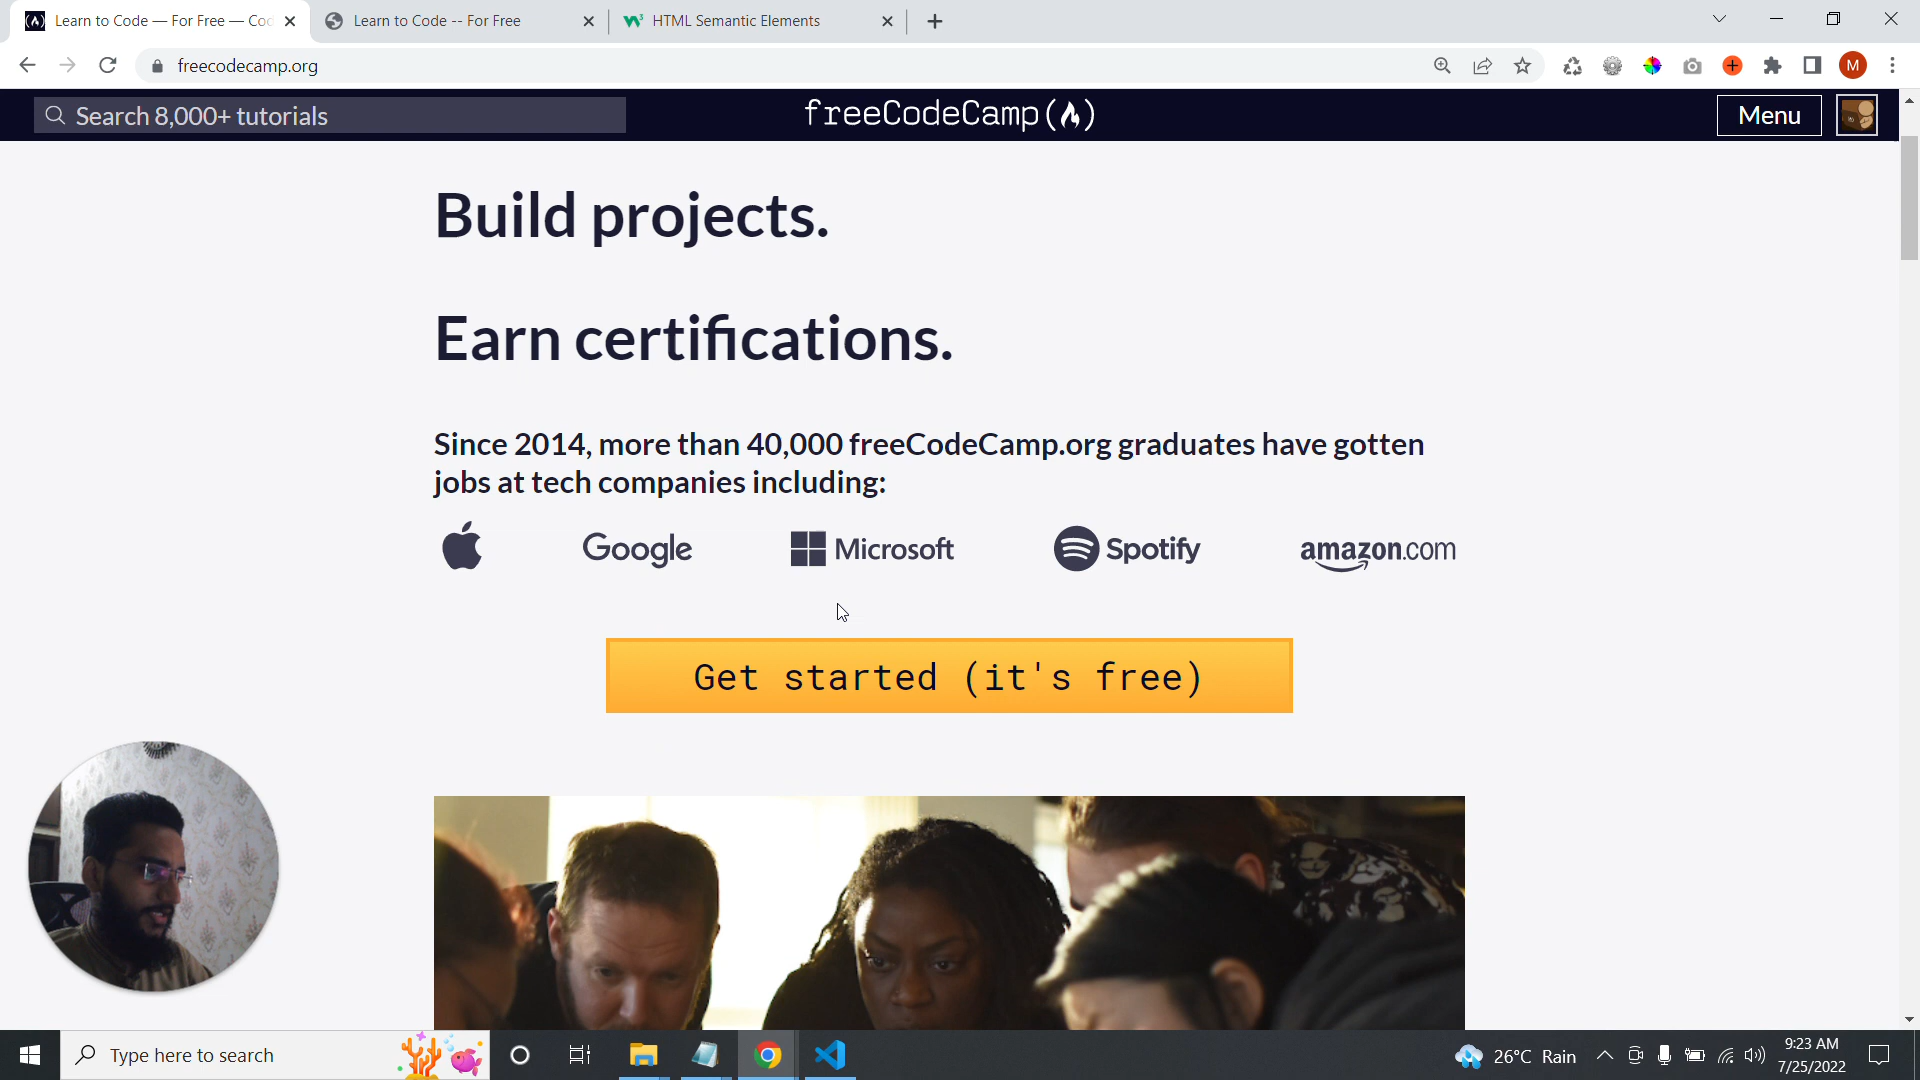 Learn to Code — For Free — Co
Learn to Code -- For Free
HTML Semantic Elements
freecodecamp.org
M
Search 8,000+ tutorials
freeCodeCamp(🔥)
Menu
Build projects.
Earn certifications.
Since 2014, more than 40,000 freeCodeCamp.org graduates have gotten
jobs at tech companies including:
Google
Microsoft
Spotify
amazon.com
Get started (it's free)
Type here to search
26°C Rain
9:23 AM
7/25/2022